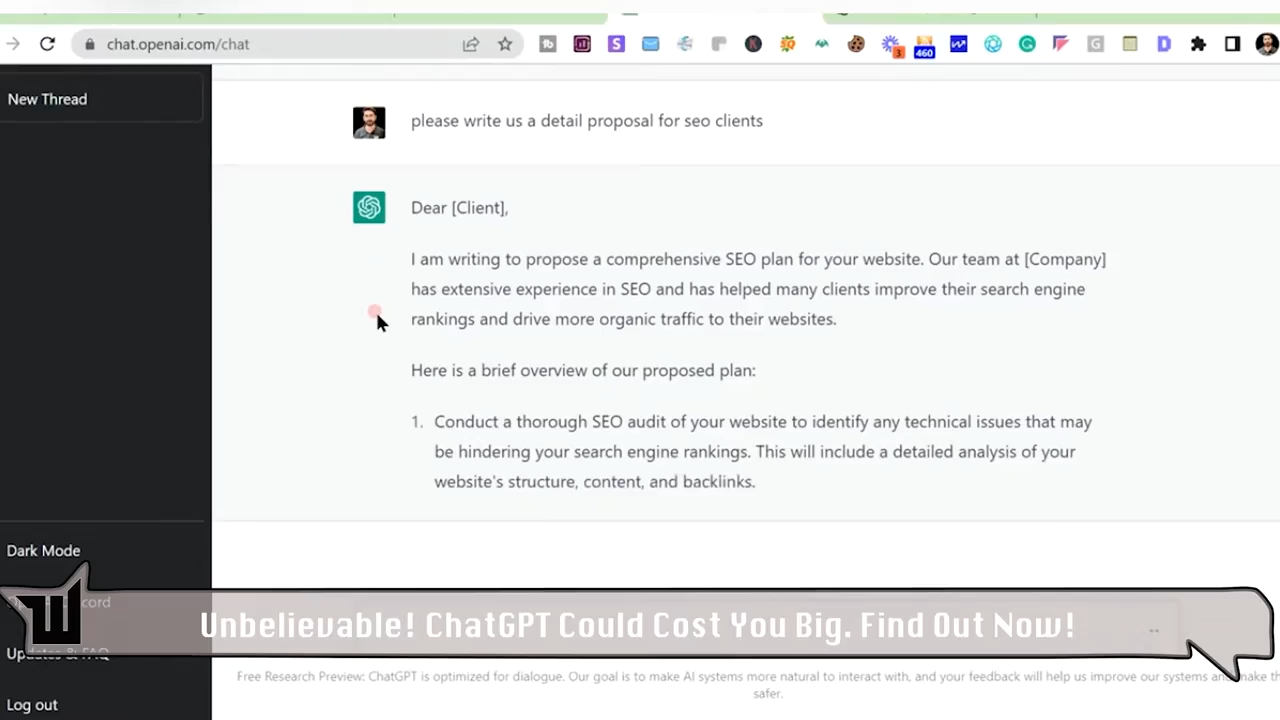 chat.openai.com/chat
3
460
New Thread
please write us a detail proposal for seo clients
Dear [Client],
I am writing to propose a comprehensive SEO plan for your website. Our team at [Company]
has extensive experience in SEO and has helped many clients improve their search engine
rankings and drive more organic traffic to their websites.
Here is a brief overview of our proposed plan:
1. Conduct a thorough SEO audit of your website to identify any technical issues that may
be hindering your search engine rankings. This will include a detailed analysis of your
website's structure, content, and backlinks.
Dark Mode
Unbelievable! ChatGPT Could Cost You Big. Find Out Now!
Updates & FAQ
Free Research Preview: ChatGPT is optimized for dialogue. Our goal is to make AI systems more natural to interact with, and your feedback will help us improve our systems and make the
safer.
Log out